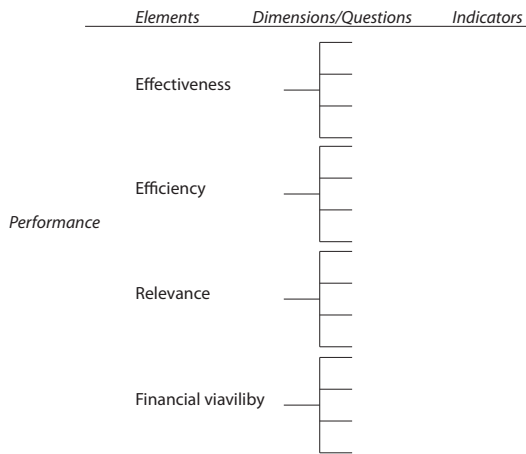 Elements Dimensions/Questions Indicators
Effectiveness
Efficiency
Performance
Relevance
Financial viaviliby